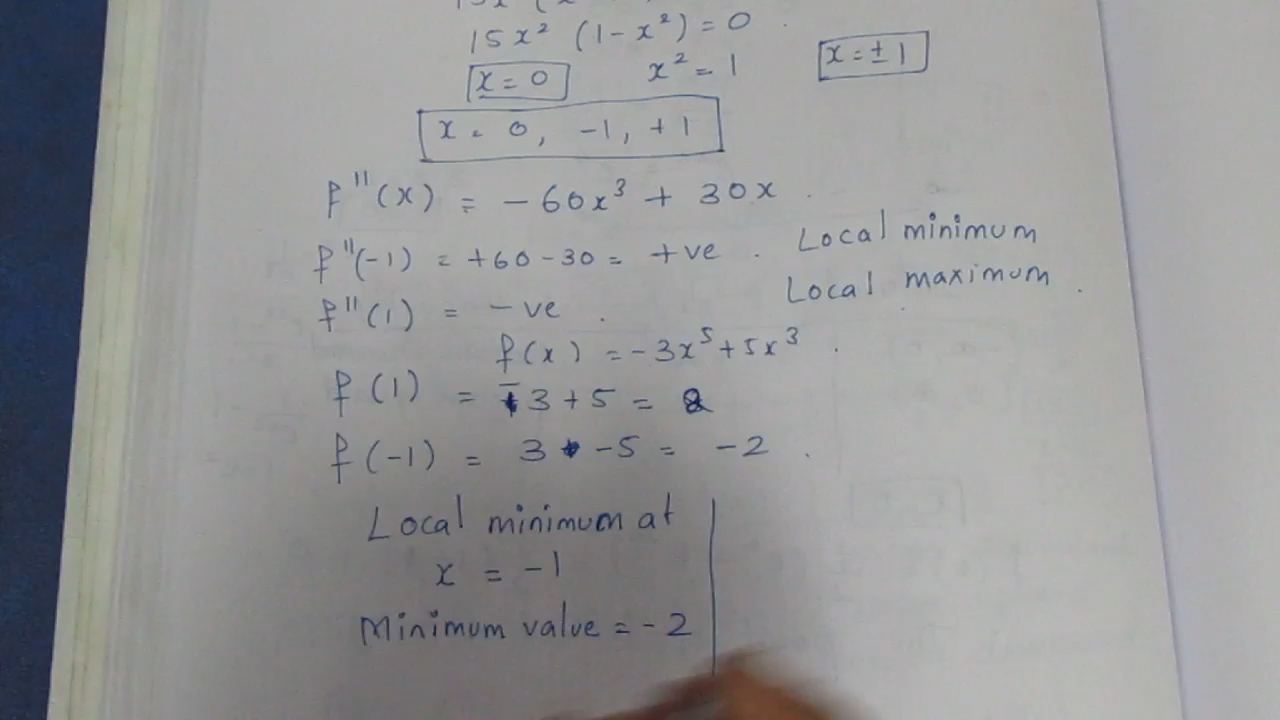 15x² (1-x²) = 0
x = 0 x² = 1 x = ± 1
x = 0, -1, +1
f''(x) = -60x³ + 30x
f''(-1) = +60-30 = +ve . Local minimum
f''(1) = -ve . Local maximum .
f(x) = -3x⁵+5x³ .
f(1) = -3+5 = 2
f(-1) = 3 -5 = -2 .
Local minimum at
x = -1
Minimum value = -2